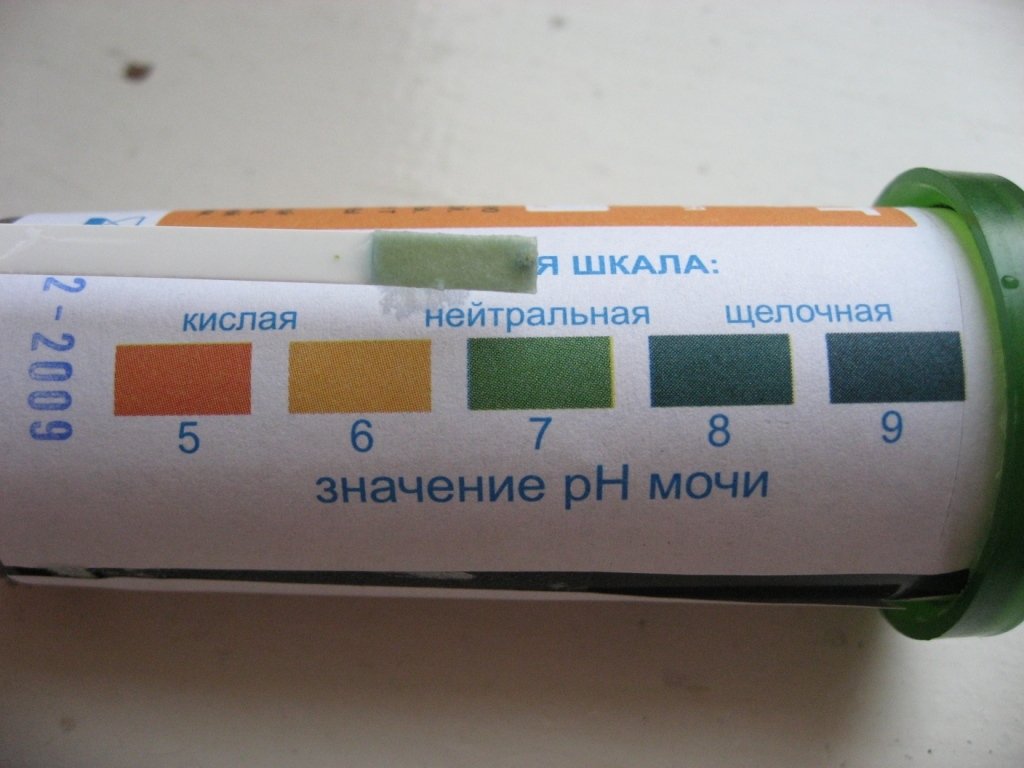 Я ШКАЛА:
кислая нейтральная щелочная
5 6 7 8 9
значение pH мочи
2-2009